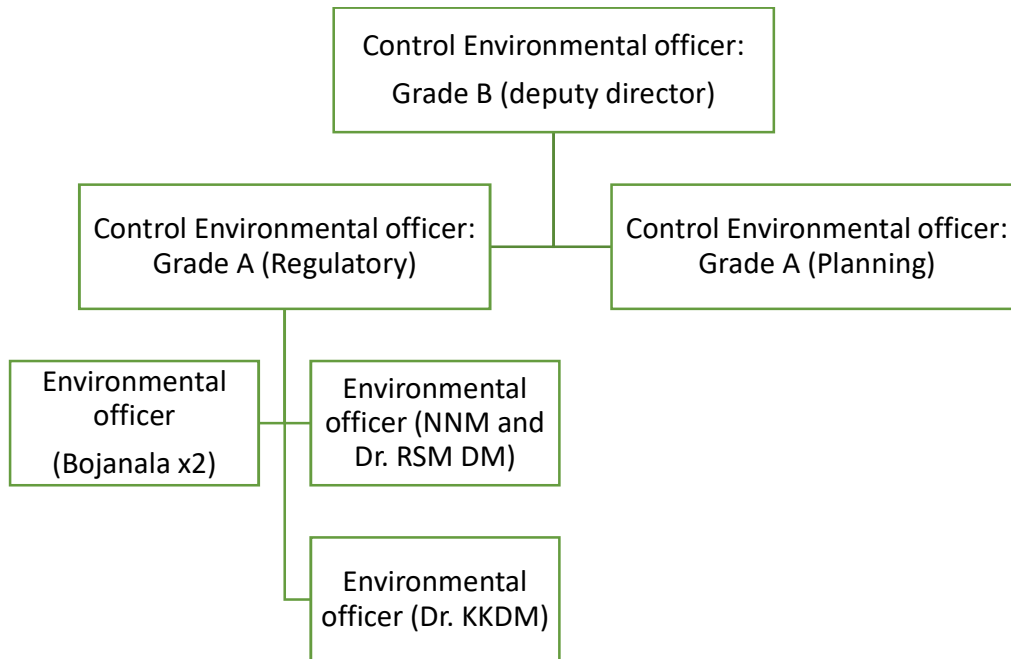 Control Environmental officer:
Grade B (deputy director)
Control Environmental officer:
Grade A (Regulatory)
Control Environmental officer:
Grade A (Planning)
Environmental
officer
(Bojanala x2)
Environmental
officer (NNM and
Dr. RSM DM)
Environmental
officer (Dr. KKDM)